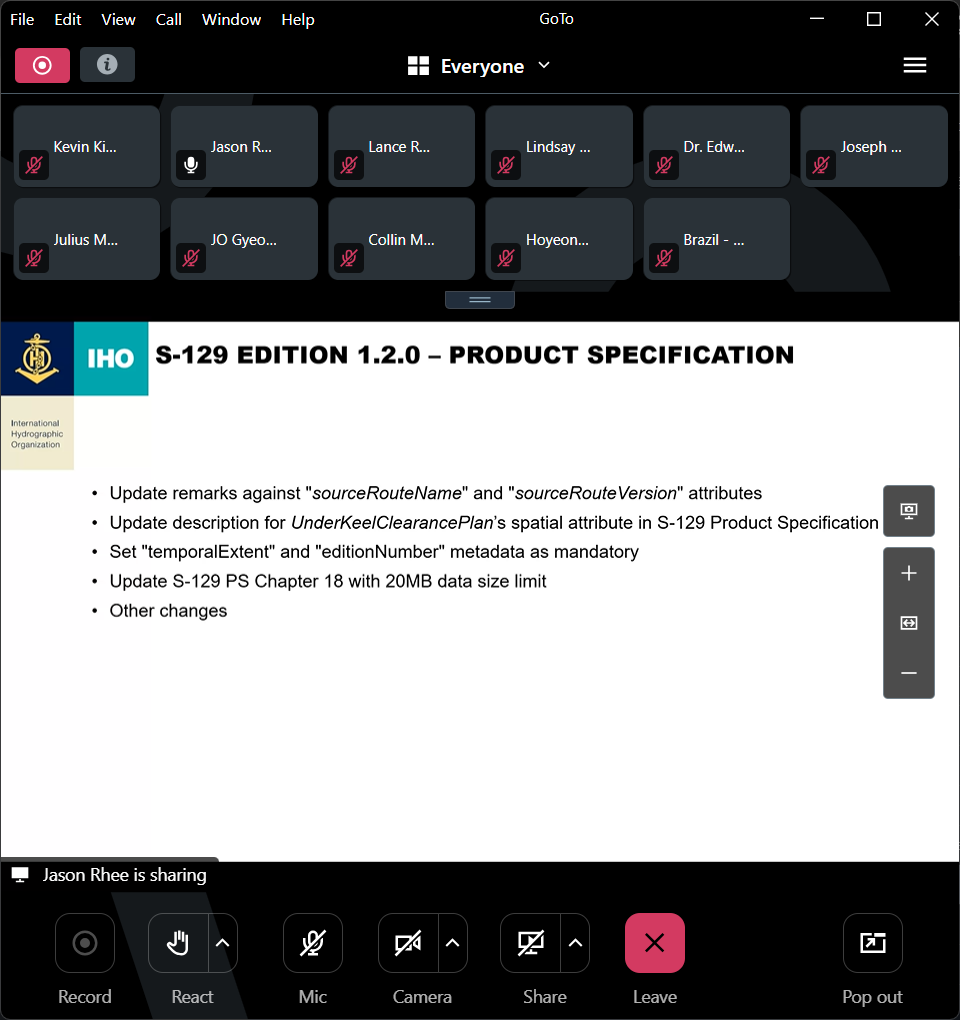 File Edit View Call Window Help GoTo
Everyone
Kevin Ki...
Jason R...
Lance R...
Lindsay ...
Dr. Edw...
Joseph ...
Julius M...
JO Gyeo...
Collin M...
Hoyeon...
Brazil - ...
IHO
S-129 EDITION 1.2.0 – PRODUCT SPECIFICATION
International
Hydrographic
Organization
• Update remarks against "sourceRouteName" and "sourceRouteVersion" attributes
• Update description for UnderKeelClearancePlan's spatial attribute in S-129 Product Specification
• Set "temporalExtent" and "editionNumber" metadata as mandatory
• Update S-129 PS Chapter 18 with 20MB data size limit
• Other changes
Jason Rhee is sharing
Record
React
Mic
Camera
Share
Leave
Pop out